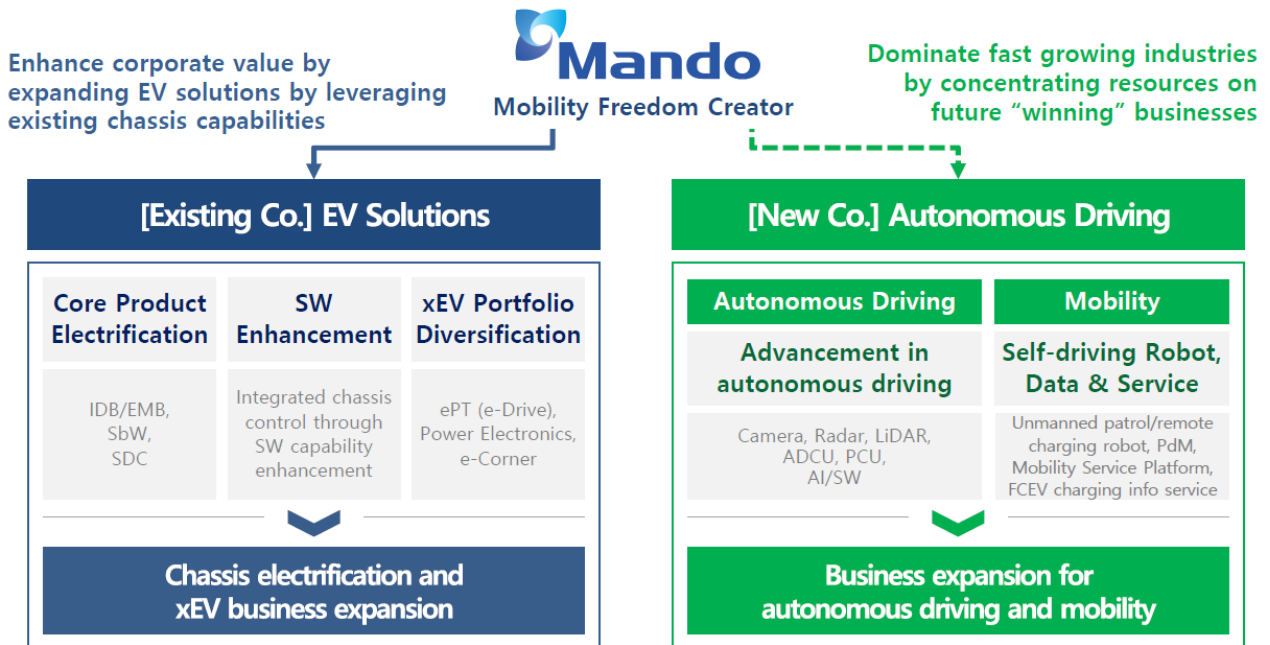 Enhance corporate value by
expanding EV solutions by leveraging
existing chassis capabilities
Mando
Mobility Freedom Creator
Dominate fast growing industries
by concentrating resources on
future “winning” businesses
[Existing Co.] EV Solutions
Core Product
Electrification
IDB/EMB,
SbW,
SDC
SW
Enhancement
Integrated chassis
control through
SW capability
enhancement
xEV Portfolio
Diversification
ePT (e-Drive),
Power Electronics,
e-Corner
Chassis electrification and
xEV business expansion
[New Co.] Autonomous Driving
Autonomous Driving
Advancement in
autonomous driving
Camera, Radar, LiDAR,
ADCU, PCU,
AI/SW
Mobility
Self-driving Robot,
Data & Service
Unmanned patrol/remote
charging robot, PdM,
Mobility Service Platform,
FCEV charging info service
Business expansion for
autonomous driving and mobility